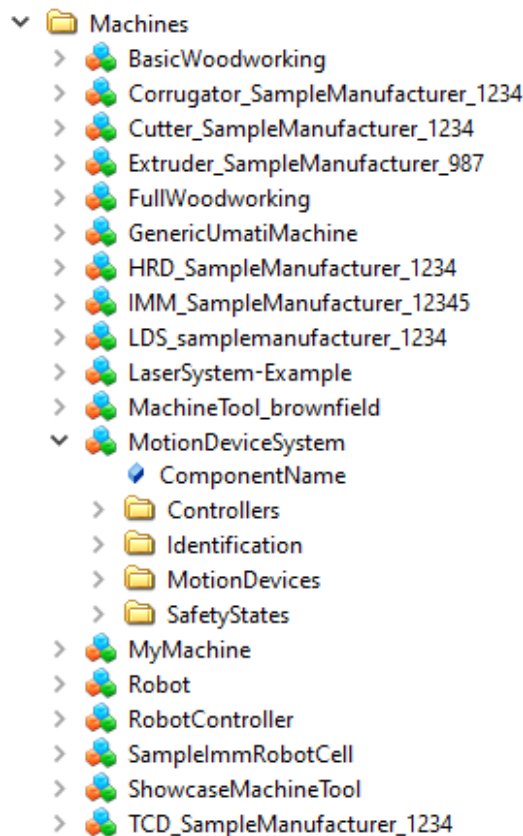 Machines
BasicWoodworking
Corrugator_SampleManufacturer_1234
Cutter_SampleManufacturer_1234
Extruder_SampleManufacturer_987
FullWoodworking
GenericUmatiMachine
HRD_SampleManufacturer_1234
IMM_SampleManufacturer_12345
LDS_samplemanufacturer_1234
LaserSystem-Example
MachineTool_brownfield
MotionDeviceSystem
ComponentName
Controllers
Identification
MotionDevices
SafetyStates
MyMachine
Robot
RobotController
SampleImmRobotCell
ShowcaseMachineTool
TCD_SampleManufacturer_1234